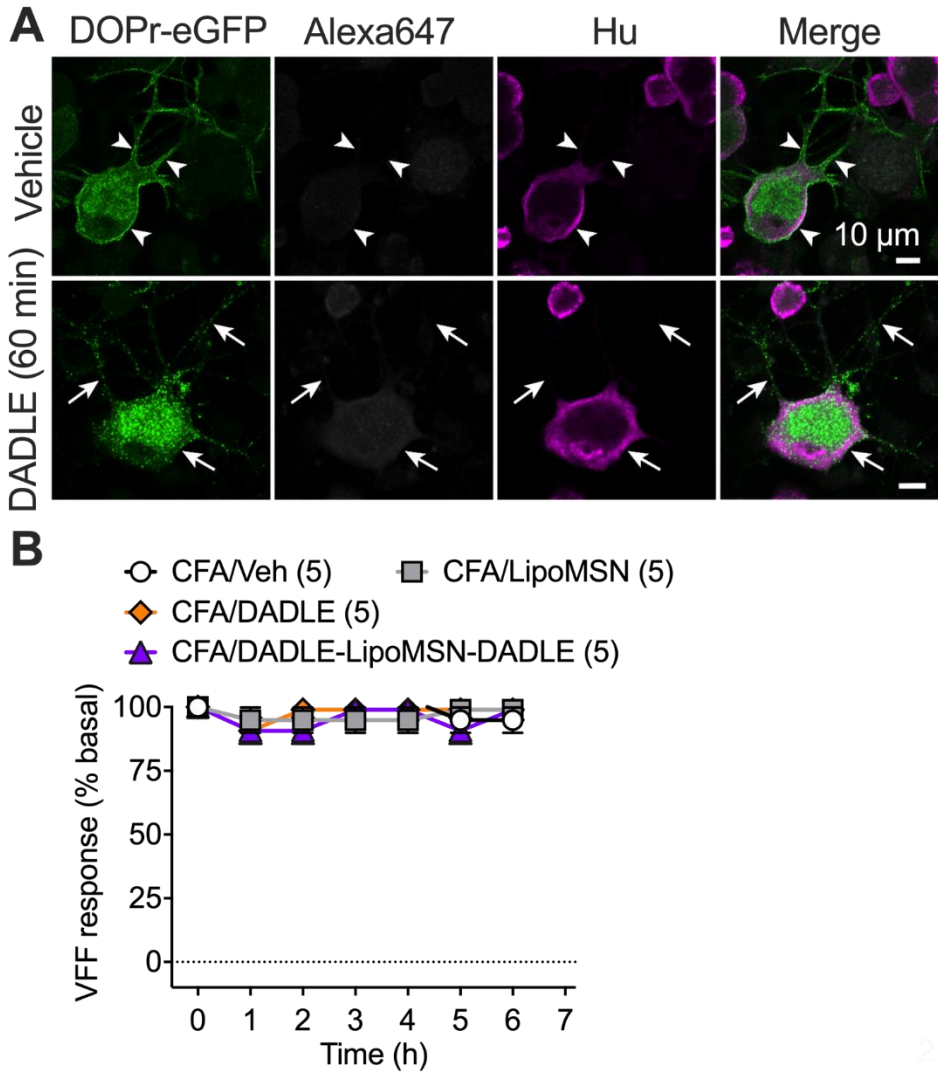 A
DOPr-eGFP Alexa647 Hu Merge
Vehicle
10 µm
DADLE (60 min)
B
CFA/Veh (5) CFA/LipoMSN (5)
CFA/DADLE (5)
CFA/DADLE-LipoMSN-DADLE (5)
VFF response (% basal)
100
75
50
25
0
0 1 2 3 4 5 6 7
Time (h)
2